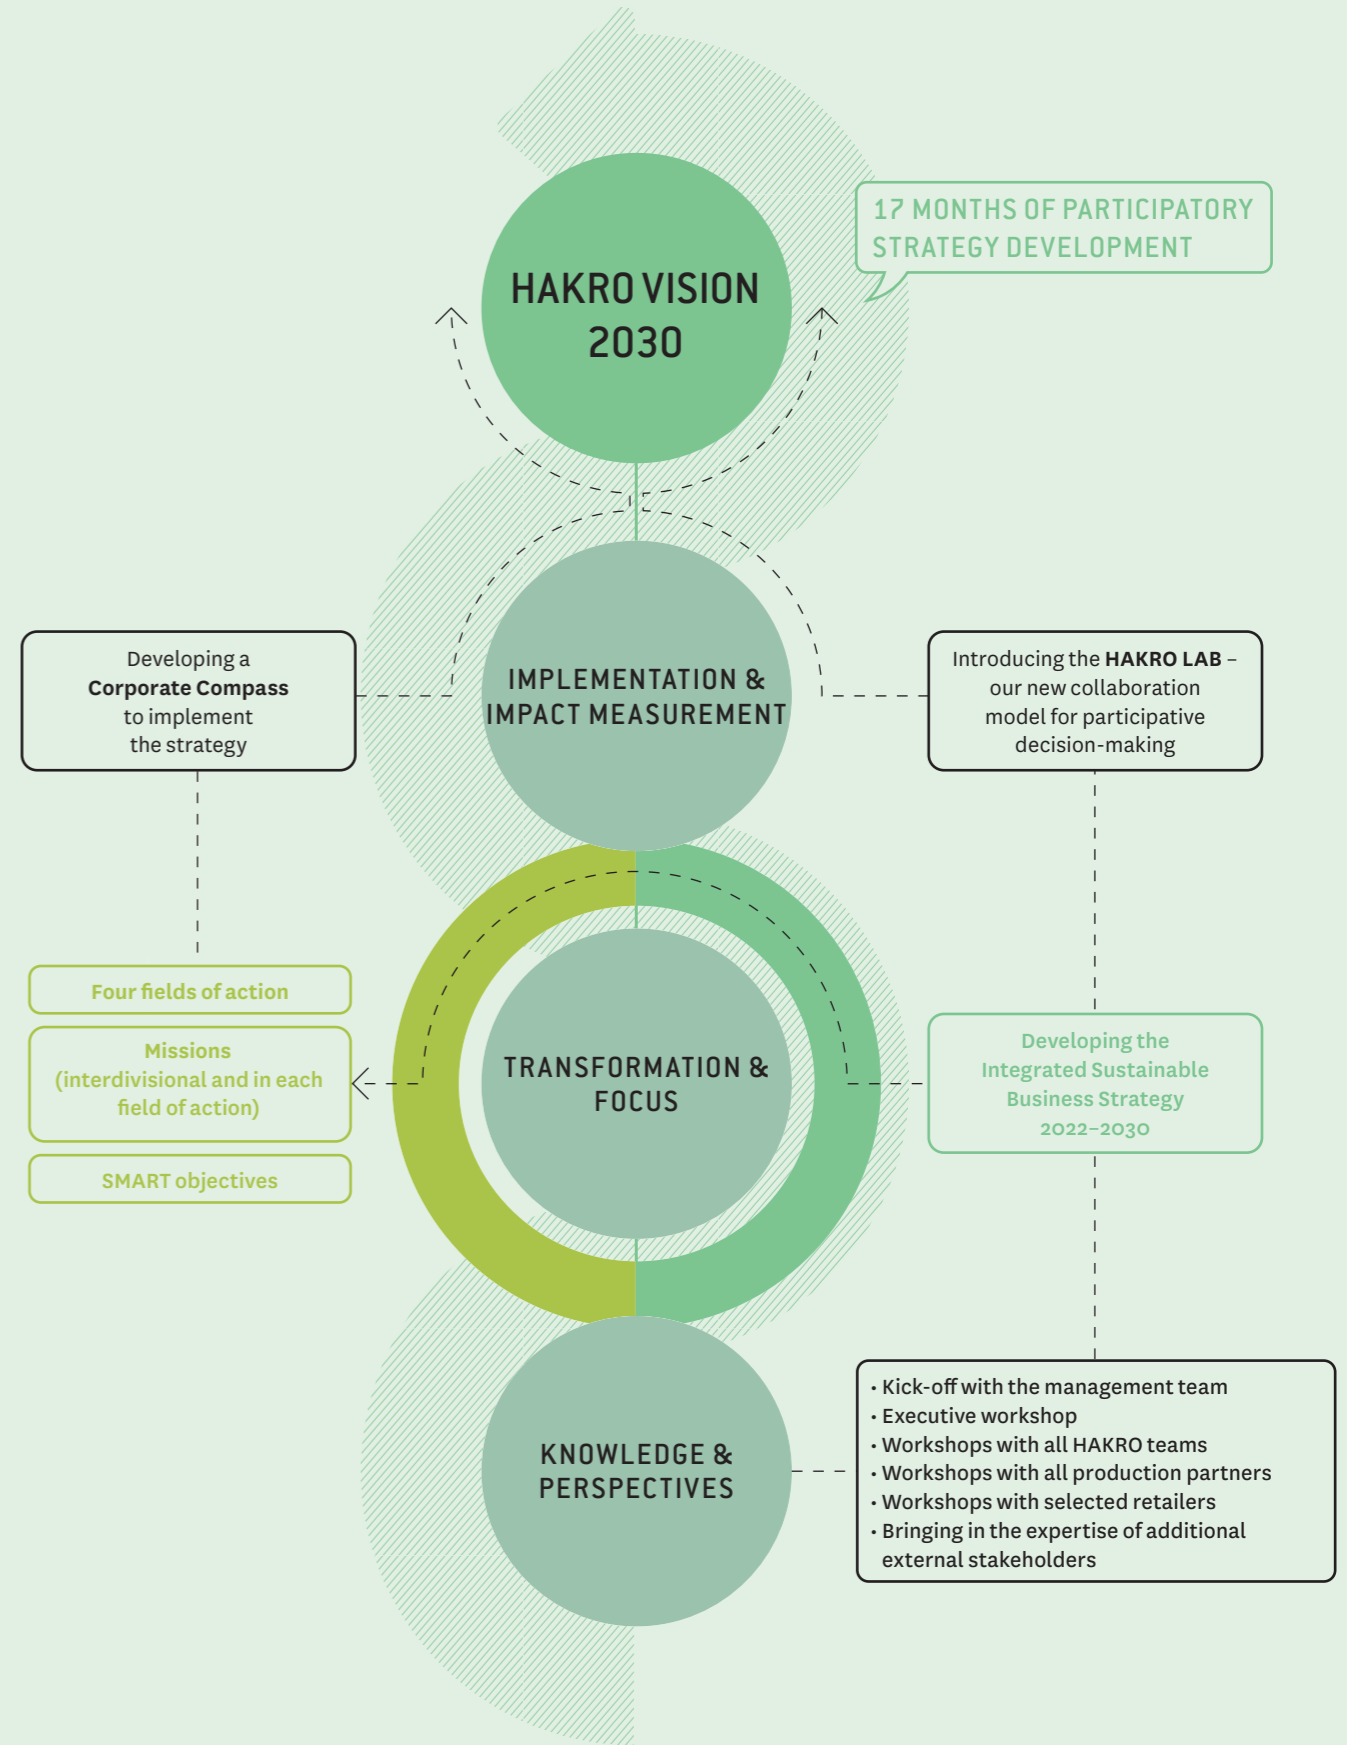 17 MONTHS OF PARTICIPATORY
STRATEGY DEVELOPMENT
HAKRO VISION
2030
Developing a
Corporate Compass
to implement
the strategy
IMPLEMENTATION &
IMPACT MEASUREMENT
Introducing the HAKRO LAB –
our new collaboration
model for participative
decision-making
Four fields of action
Missions
(interdivisional and in each
field of action)
SMART objectives
TRANSFORMATION &
FOCUS
Developing the
Integrated Sustainable
Business Strategy
2022–2030
KNOWLEDGE &
PERSPECTIVES
· Kick-off with the management team
· Executive workshop
· Workshops with all HAKRO teams
· Workshops with all production partners
· Workshops with selected retailers
· Bringing in the expertise of additional
external stakeholders